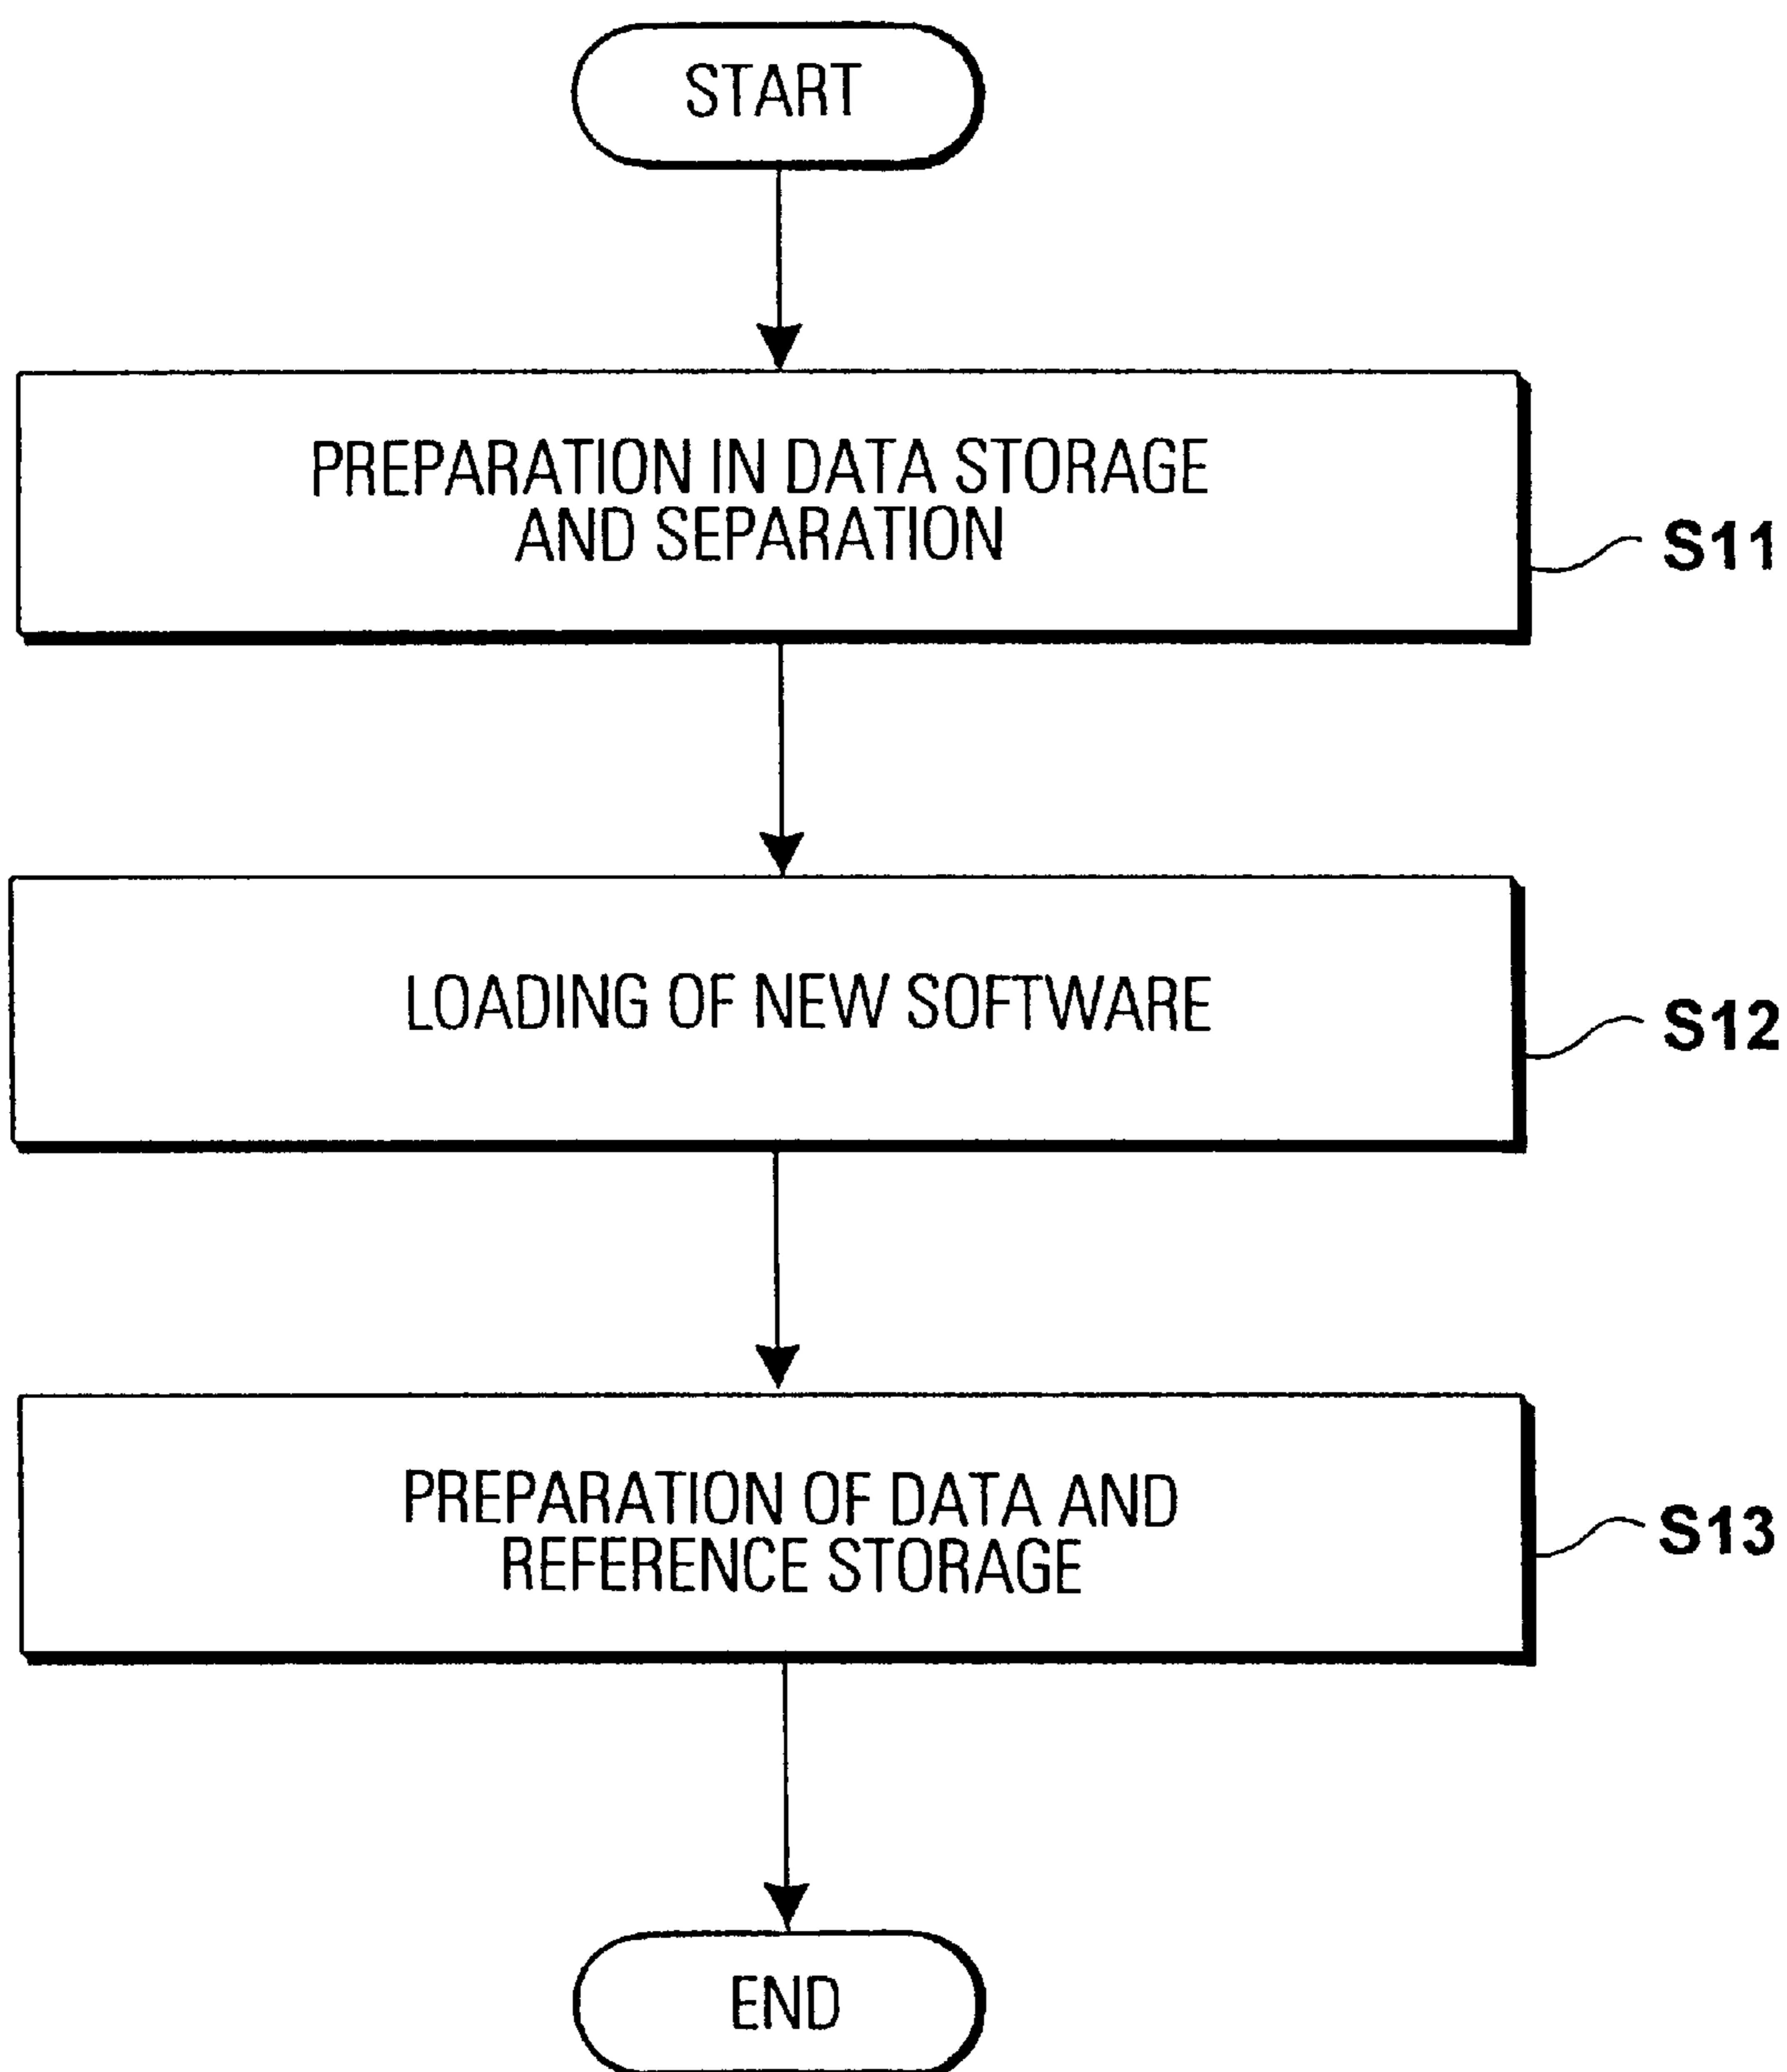 START
PREPARATION IN DATA STORAGE
AND SEPARATION
S11
LOADING OF NEW SOFTWARE
S12
PREPARATION OF DATA AND
REFERENCE STORAGE
S13
END